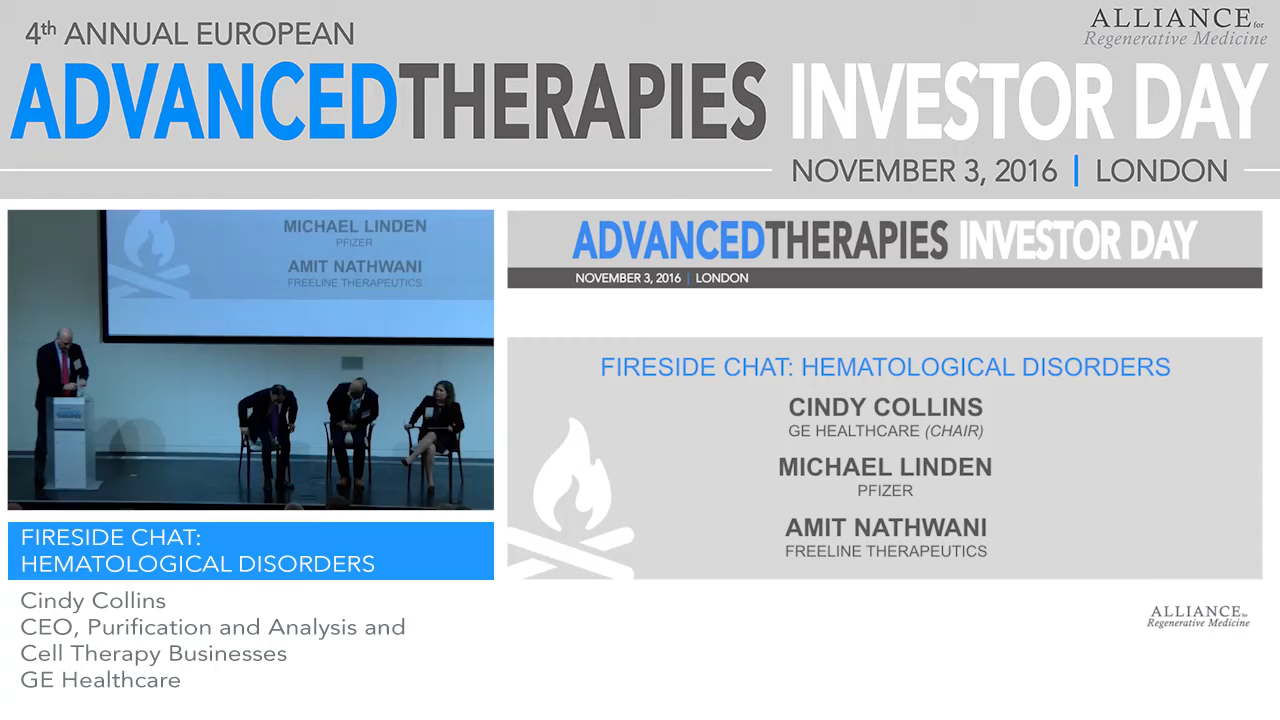 4th ANNUAL EUROPEAN
ALLIANCE for
Regenerative Medicine
ADVANCEDTHERAPIES INVESTOR DAY
NOVEMBER 3, 2016 | LONDON
MICHAEL LINDEN
PFIZER
AMIT NATHWANI
FREELINE THERAPEUTICS
FIRESIDE CHAT:
HEMATOLOGICAL DISORDERS
Cindy Collins
CEO, Purification and Analysis and
Cell Therapy Businesses
GE Healthcare
ADVANCEDTHERAPIES INVESTOR DAY
NOVEMBER 3, 2016 | LONDON
FIRESIDE CHAT: HEMATOLOGICAL DISORDERS
CINDY COLLINS
GE HEALTHCARE (CHAIR)
MICHAEL LINDEN
PFIZER
AMIT NATHWANI
FREELINE THERAPEUTICS
ALLIANCE for
Regenerative Medicine